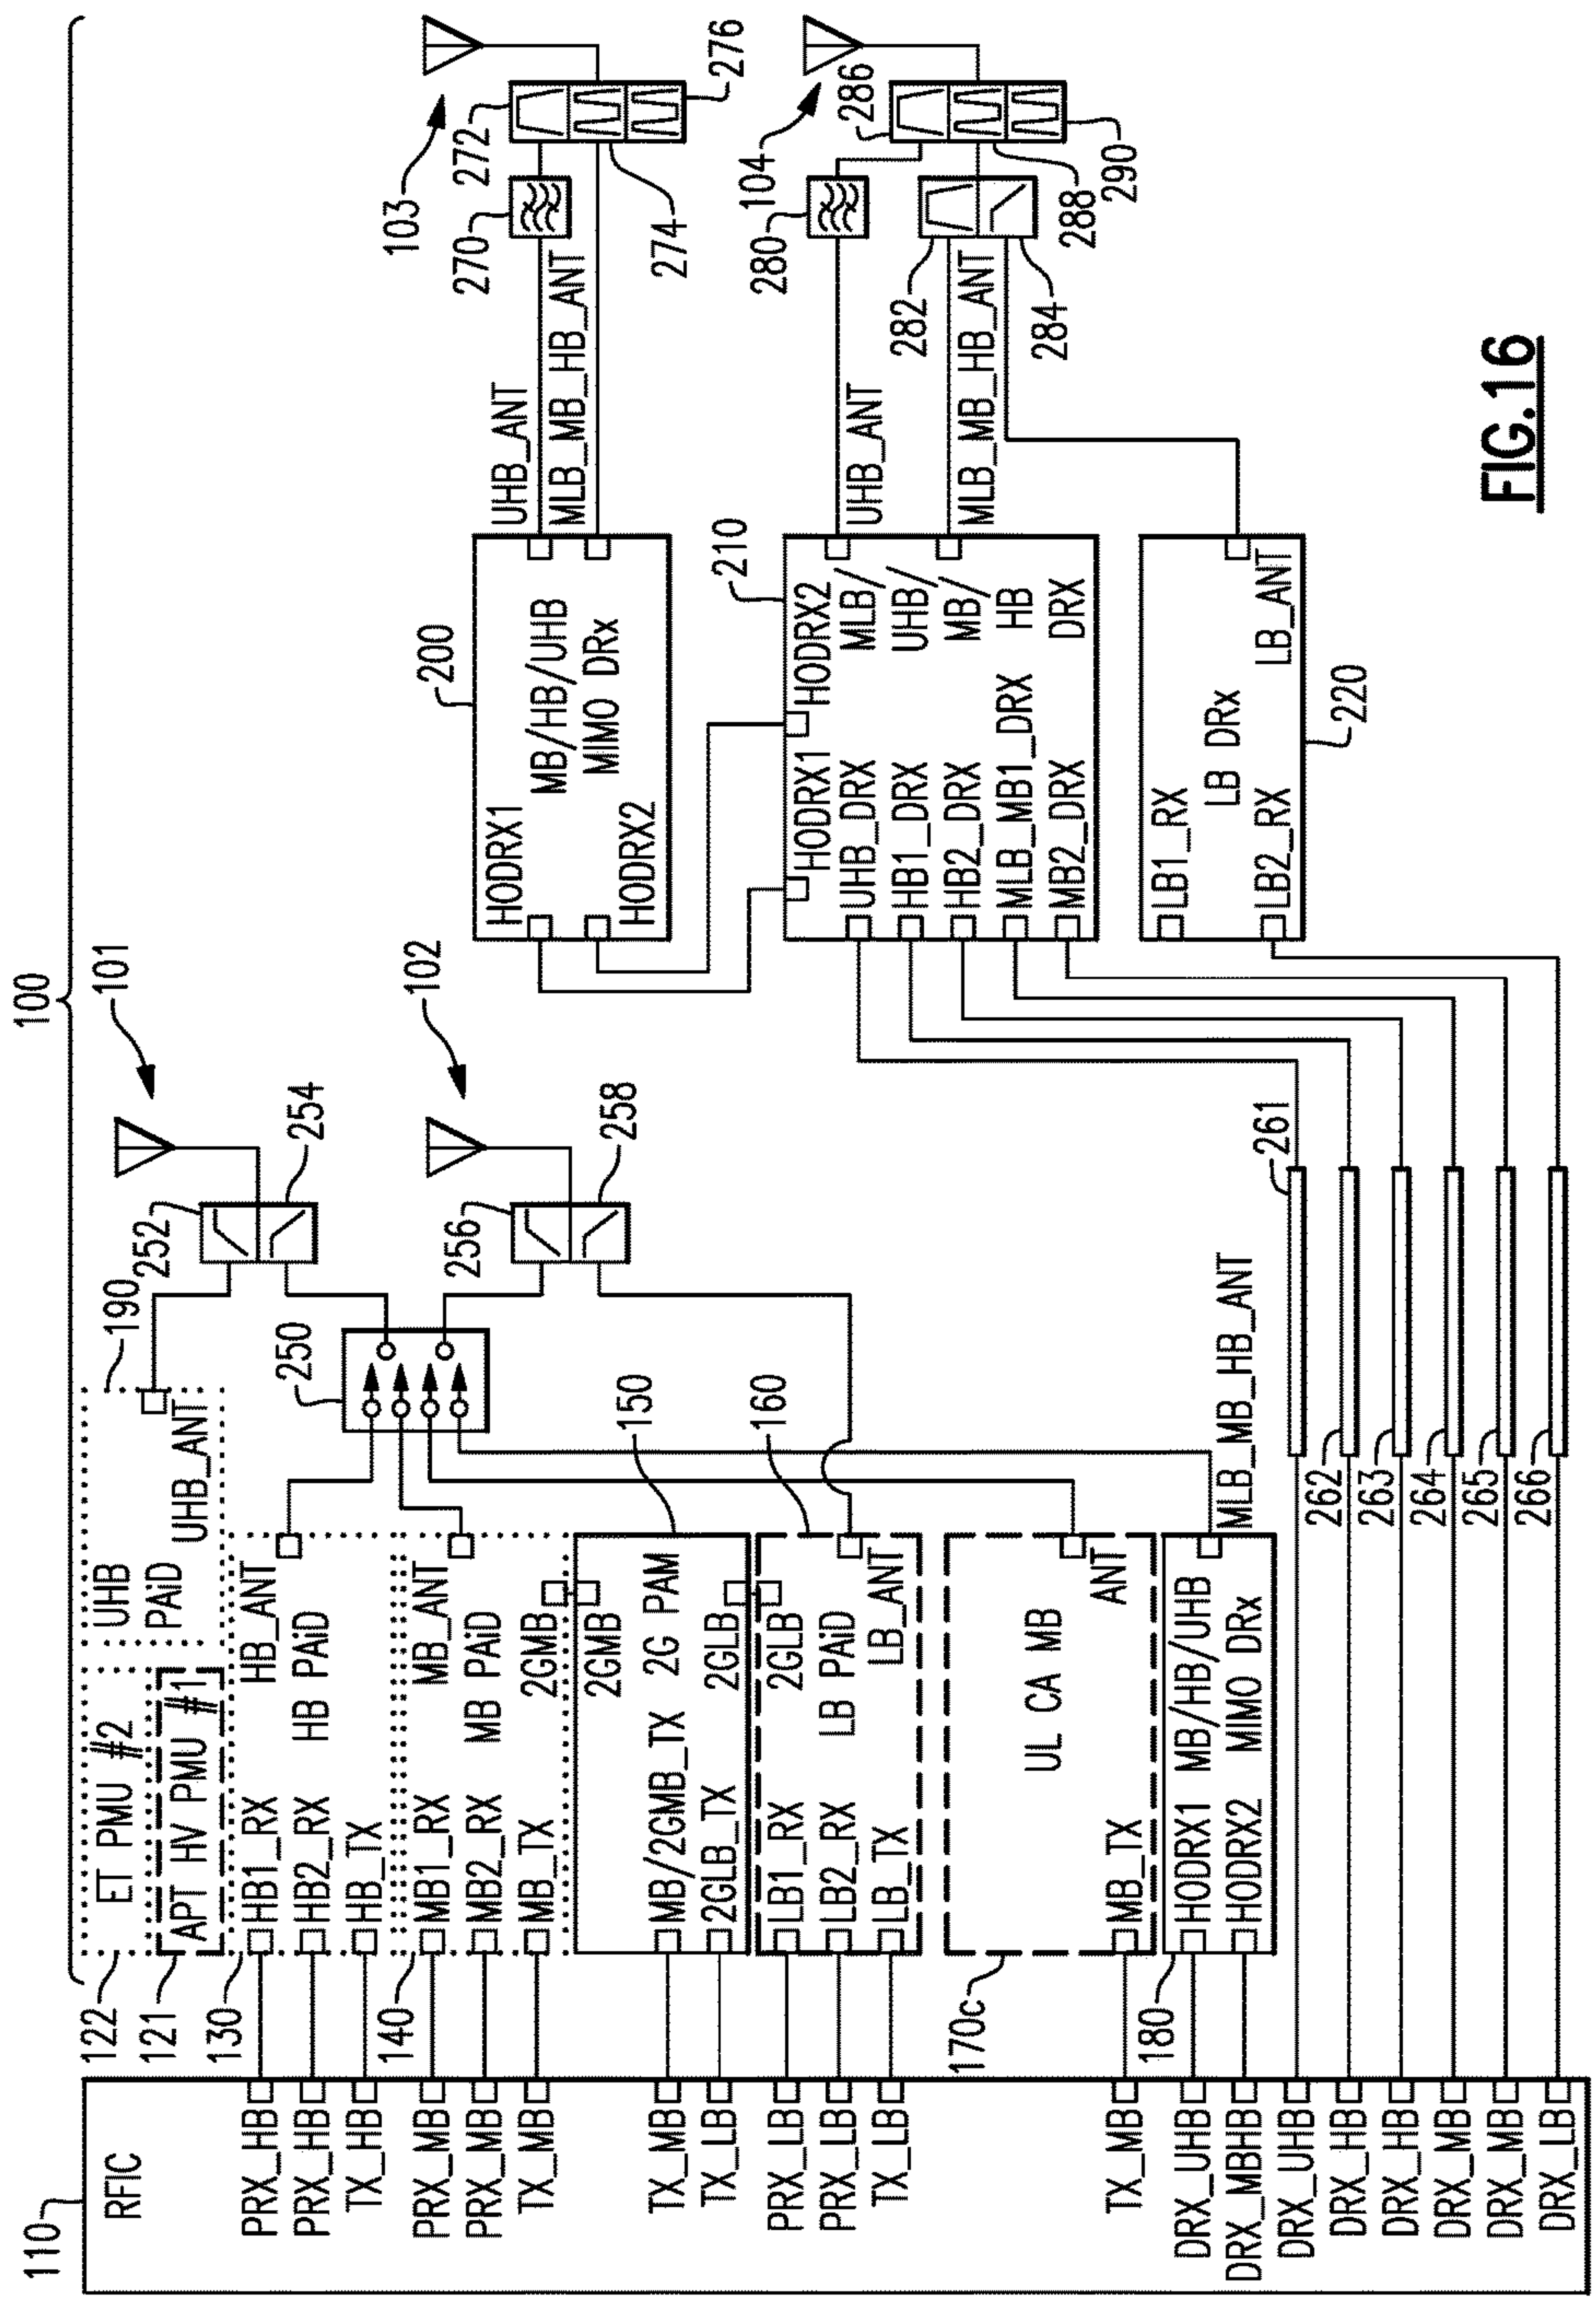 100
110
RFIC
PRX_HB
PRX_HB
TX_HB
PRX_MB
PRX_MB
TX_MB
TX_MB
TX_LB
PRX_LB
PRX_LB
TX_LB
TX_MB
DRX_UHB
DRX_MBHB
DRX_UHB
DRX_HB
DRX_HB
DRX_MB
DRX_MB
DRX_LB
122
ET PMU #2
121
APT HV PMU #1
190
UHB
PAiD
UHB_ANT
130
HB1_RX
HB2_RX
HB_TX
HB_ANT
HB PAiD
140
MB1_RX
MB2_RX
MB_TX
MB_ANT
MB PAiD
2GMB
150
2GMB
MB/2GMB_TX 2G PAM
2GLB_TX
2GLB
160
2GLB
LB1_RX
LB2_RX
LB_TX
LB PAiD
LB_ANT
170c
UL CA MB
MB_TX
ANT
180
HODRX1 MB/HB/UHB
HODRX2 MIMO DRx
MLB_MB_HB_ANT
250
252
254
101
256
258
102
261
262
263
264
265
266
200
HODRX1
MB/HB/UHB
MIMO DRx
HODRX2
UHB_ANT
MLB_MB_HB_ANT
270
272
274
276
103
210
HODRX1 HODRX2
UHB_DRX MLB/
HB1_DRX UHB/
HB2_DRX MB/
MLB_MB1_DRX HB
MB2_DRX DRX
UHB_ANT
MLB_MB_HB_ANT
280
282
284
286
288
290
104
220
LB1_RX
LB DRx
LB2_RX
LB_ANT
FIG.16